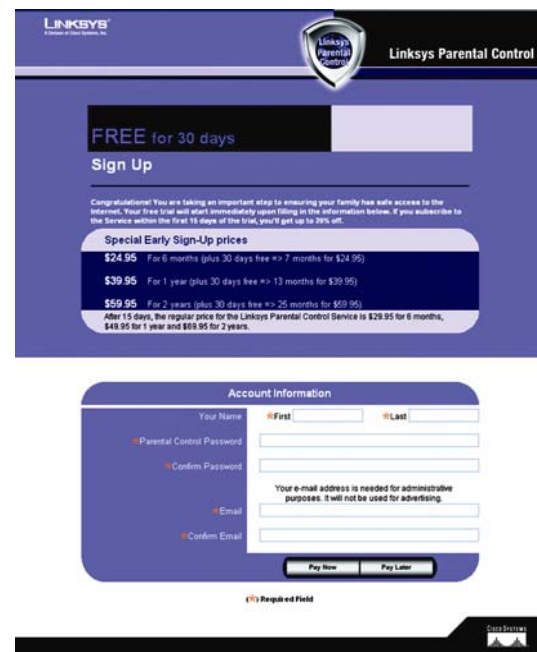 LINKSYS®
A Division of Cisco Systems, Inc.
Linksys
Parental
Control
Linksys Parental Control
FREE for 30 days
Sign Up
Congratulations! You are taking an important step to ensuring your family has safe access to the
Internet. Your free trial will start immediately upon filling in the information below. If you subscribe to
the Service within the first 15 days of the trial, you'll get up to 20% off.
Special Early Sign-Up prices
$24.95 For 6 months (plus 30 days free => 7 months for $24.95)
$39.95 For 1 year (plus 30 days free => 13 months for $39.95)
$59.95 For 2 years (plus 30 days free => 25 months for $59.95)
After 15 days, the regular price for the Linksys Parental Control Service is $29.95 for 6 months,
$49.95 for 1 year and $69.95 for 2 years.
Account Information
Your Name *First *Last
*Parental Control Password
*Confirm Password
Your e-mail address is needed for administrative
purposes. It will not be used for advertising.
*Email
*Confirm Email
Pay Now Pay Later
(*) Required Field
CISCO SYSTEMS